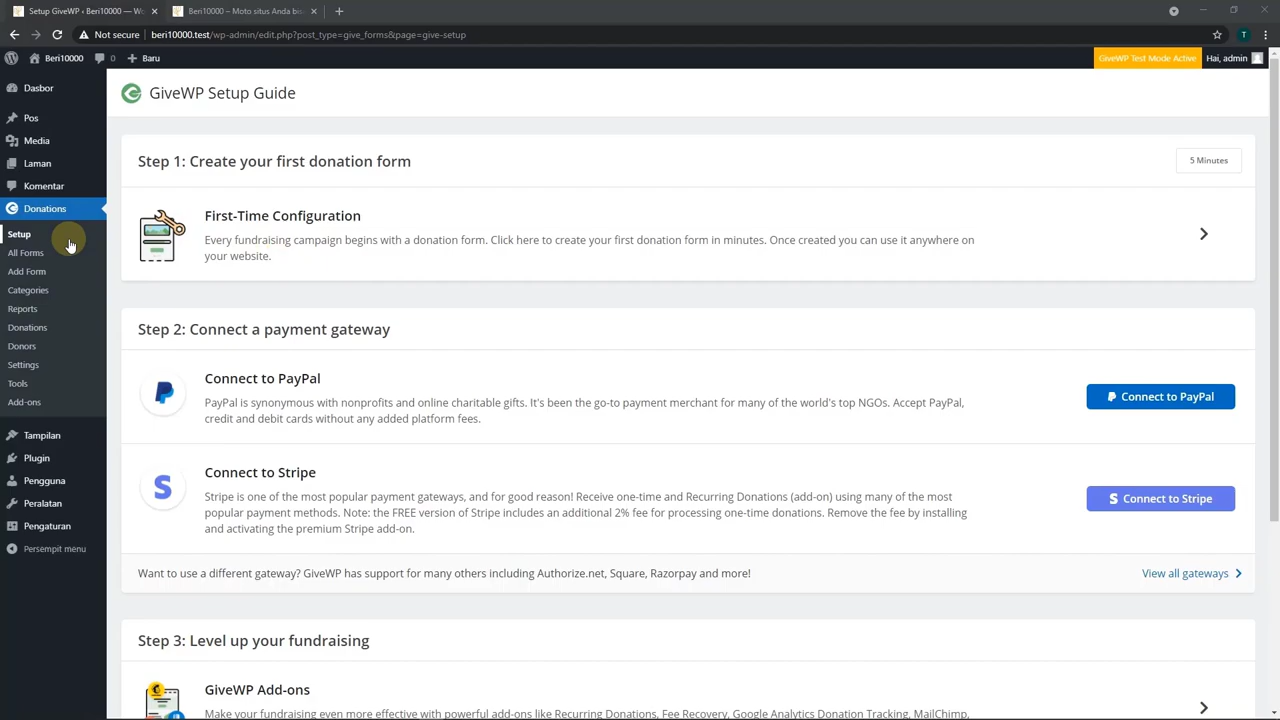 Setup GiveWP ‹ Beri10000 — Wo
Beri10000 – Moto situs Anda bis
Not secure
beri10000.test/wp-admin/edit.php?post_type=give_forms&page=give-setup
T
Beri10000
0
Baru
GiveWP Test Mode Active
Hai, admin
Dasbor
Pos
Media
Laman
Komentar
Donations
Setup
All Forms
Add Form
Categories
Reports
Donations
Donors
Settings
Tools
Add-ons
Tampilan
Plugin
Pengguna
Peralatan
Pengaturan
Persempit menu
GiveWP Setup Guide
Step 1: Create your first donation form
5 Minutes
First-Time Configuration
Every fundraising campaign begins with a donation form. Click here to create your first donation form in minutes. Once created you can use it anywhere on
your website.
Step 2: Connect a payment gateway
Connect to PayPal
PayPal is synonymous with nonprofits and online charitable gifts. It's been the go-to payment merchant for many of the world's top NGOs. Accept PayPal,
credit and debit cards without any added platform fees.
Connect to PayPal
Connect to Stripe
Stripe is one of the most popular payment gateways, and for good reason! Receive one-time and Recurring Donations (add-on) using many of the most
popular payment methods. Note: the FREE version of Stripe includes an additional 2% fee for processing one-time donations. Remove the fee by installing
and activating the premium Stripe add-on.
Connect to Stripe
Want to use a different gateway? GiveWP has support for many others including Authorize.net, Square, Razorpay and more!
View all gateways
Step 3: Level up your fundraising
GiveWP Add-ons
Make your fundraising even more effective with powerful add-ons like Recurring Donations, Fee Recovery, Google Analytics Donation Tracking, MailChimp,